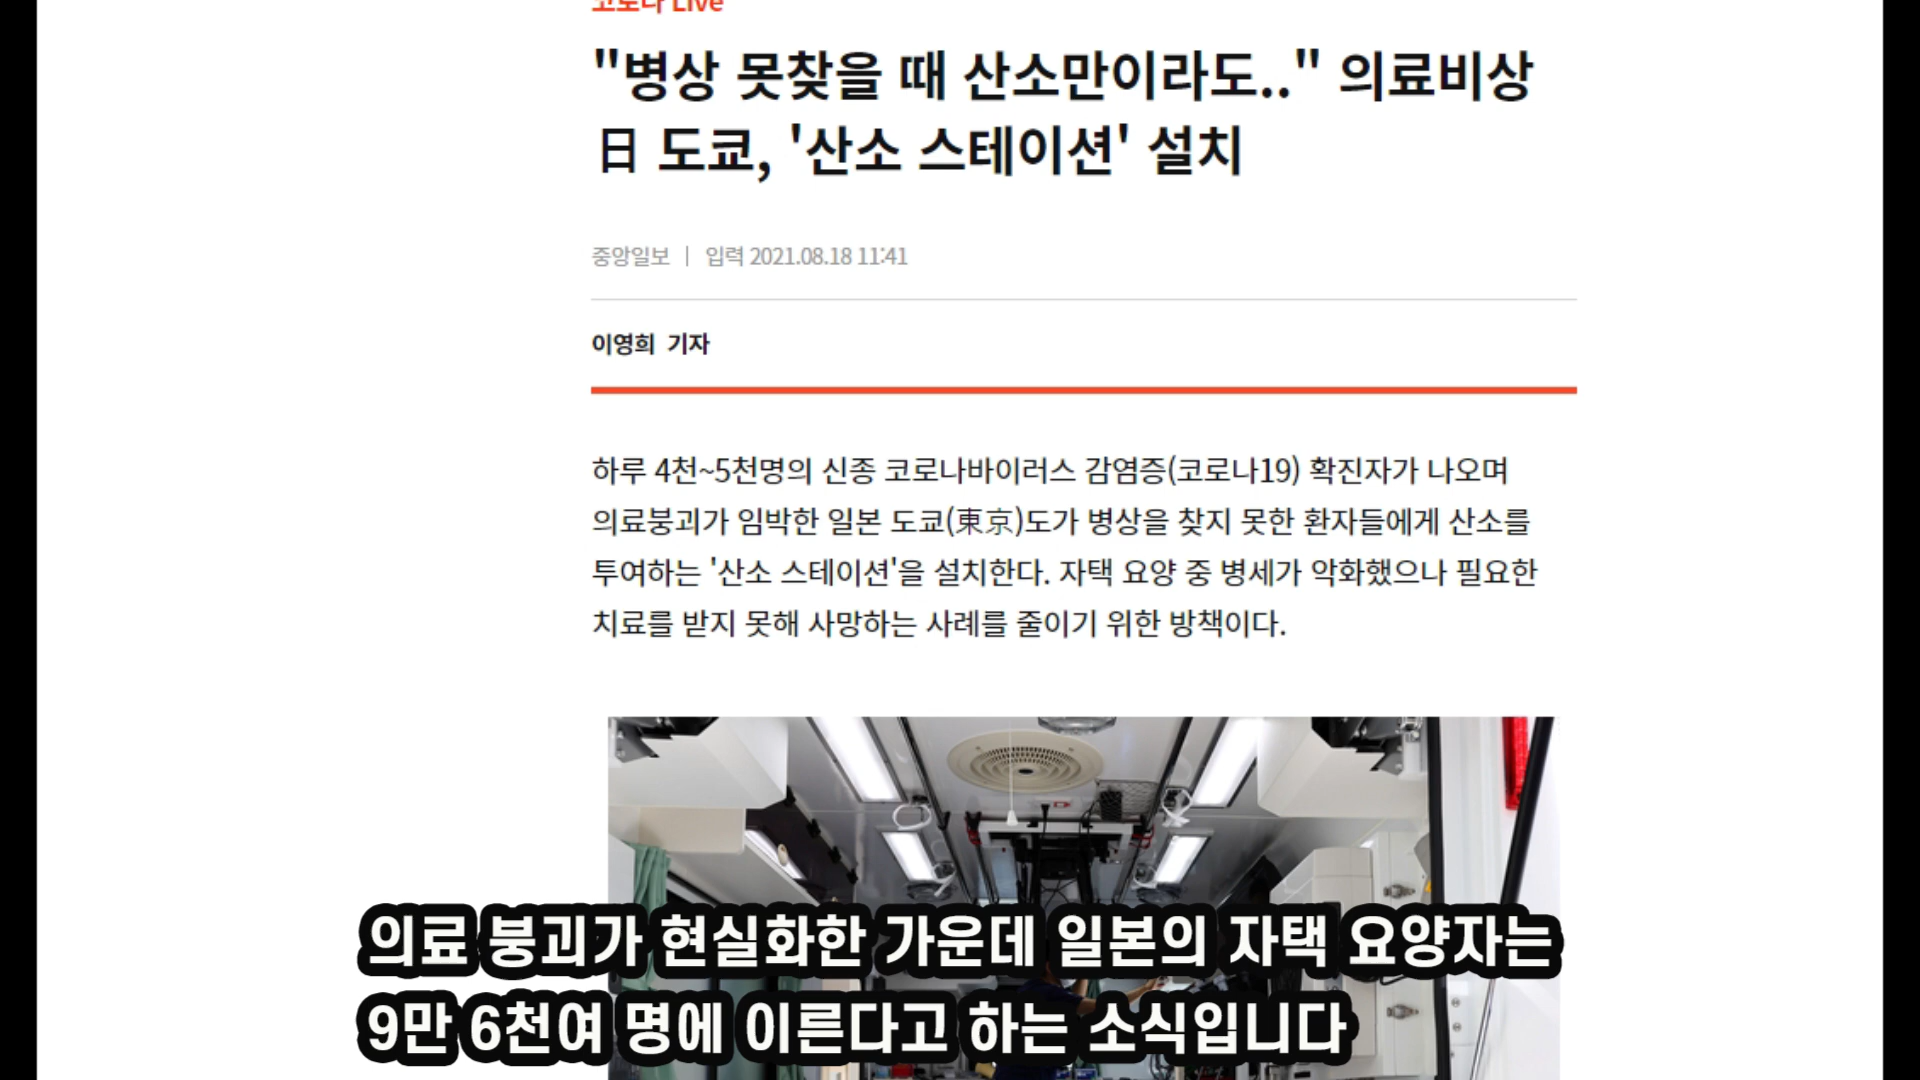 코로나 Live
"병상 못찾을 때 산소만이라도.." 의료비상
日 도쿄, '산소 스테이션' 설치
중앙일보 | 입력 2021.08.18 11:41
이영희 기자
하루 4천~5천명의 신종 코로나바이러스 감염증(코로나19) 확진자가 나오며
의료붕괴가 임박한 일본 도쿄(東京)도가 병상을 찾지 못한 환자들에게 산소를
투여하는 '산소 스테이션'을 설치한다. 자택 요양 중 병세가 악화했으나 필요한
치료를 받지 못해 사망하는 사례를 줄이기 위한 방책이다.
의료 붕괴가 현실화한 가운데 일본의 자택 요양자는
9만 6천여 명에 이른다고 하는 소식입니다